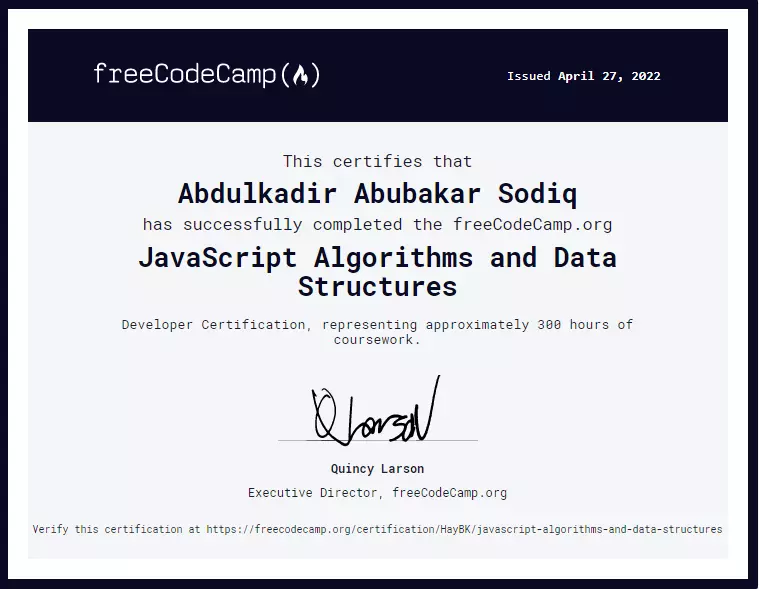 freeCodeCamp(🔥)
Issued April 27, 2022
This certifies that
Abdulkadir Abubakar Sodiq
has successfully completed the freeCodeCamp.org
JavaScript Algorithms and Data
Structures
Developer Certification, representing approximately 300 hours of
coursework.
Q Larson
Quincy Larson
Executive Director, freeCodeCamp.org
Verify this certification at https://freecodecamp.org/certification/HayBK/javascript-algorithms-and-data-structures